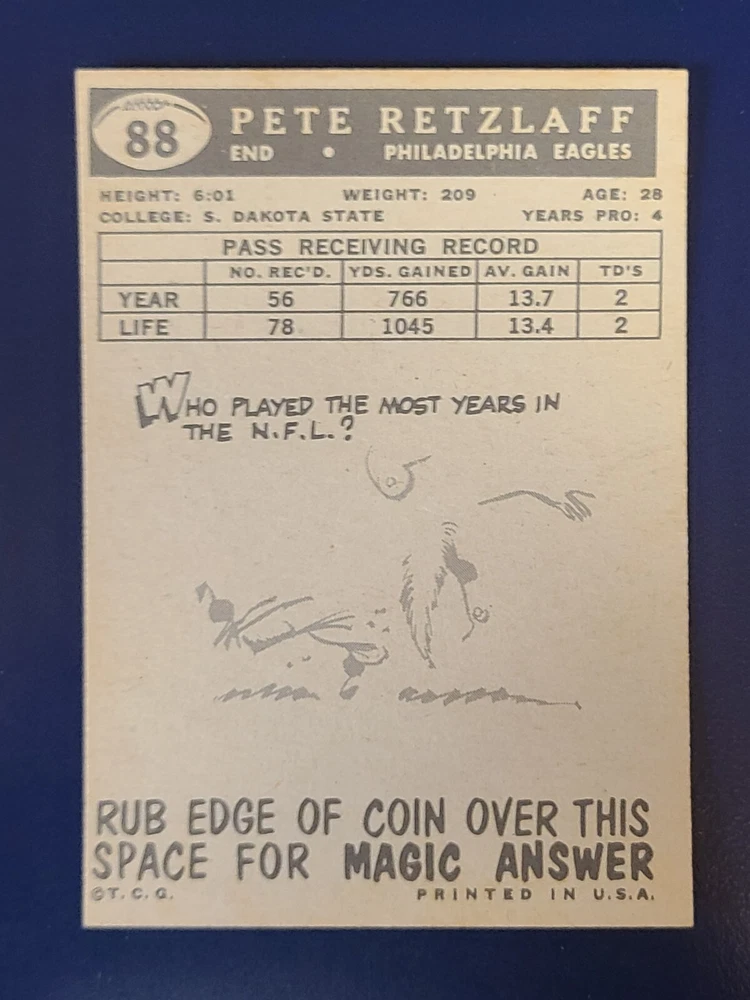 88
PETE RETZLAFF
END • PHILADELPHIA EAGLES
HEIGHT: 6:01 WEIGHT: 209 AGE: 28
COLLEGE: S. DAKOTA STATE YEARS PRO: 4
PASS RECEIVING RECORD
NO. REC'D. YDS. GAINED AV. GAIN TD'S
YEAR 56 766 13.7 2
LIFE 78 1045 13.4 2
WHO PLAYED THE MOST YEARS IN
THE N.F.L.?
RUB EDGE OF COIN OVER THIS
SPACE FOR MAGIC ANSWER
©T.C.G. PRINTED IN U.S.A.